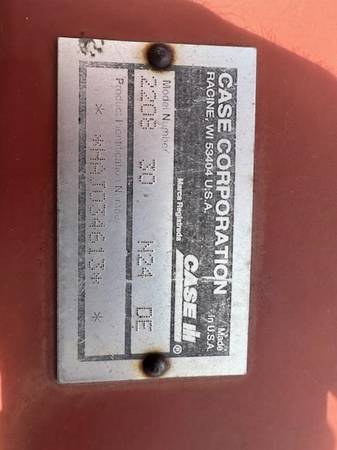 CASE CORPORATION
RACINE, WI 53404 U.S.A.
Made
in U.S.A.
Marca Registrada
CASE IH®
Model Number
2208 30' N24 DE
Product Identification Number
* *HAJ0034613* *